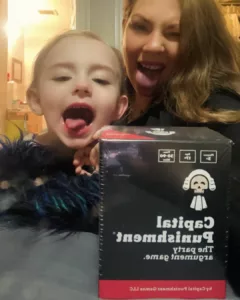 Capital
Punishment
The party
argument game.
by Capital Punishment Games LLC